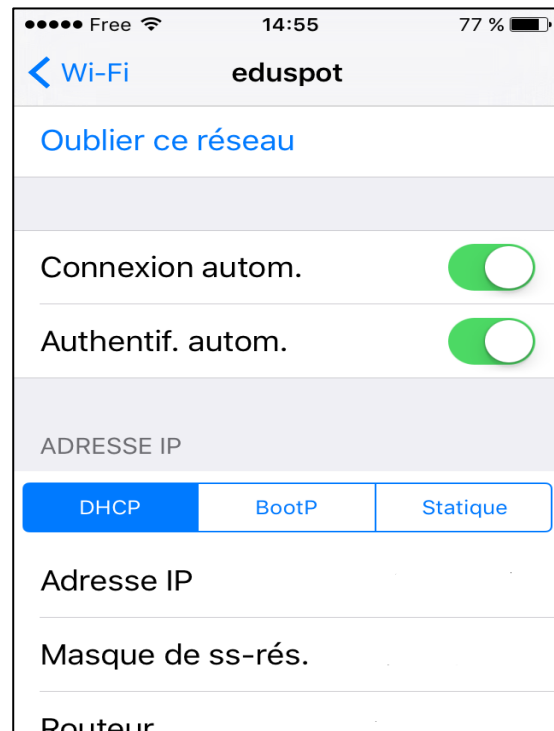 Free 14:55 77 %
Wi-Fi eduspot
Oublier ce réseau
Connexion autom.
Authentif. autom.
ADRESSE IP
DHCP BootP Statique
Adresse IP
Masque de ss-rés.
Routeur